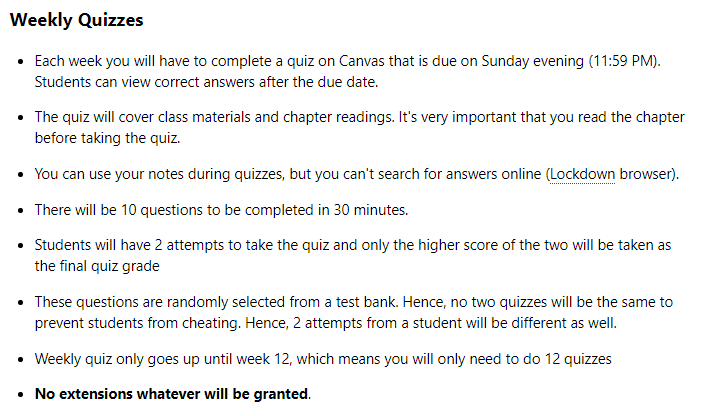 Weekly Quizzes
• Each week you will have to complete a quiz on Canvas that is due on Sunday evening (11:59 PM).
Students can view correct answers after the due date.
• The quiz will cover class materials and chapter readings. It's very important that you read the chapter
before taking the quiz.
• You can use your notes during quizzes, but you can't search for answers online (Lockdown browser).
• There will be 10 questions to be completed in 30 minutes.
• Students will have 2 attempts to take the quiz and only the higher score of the two will be taken as
the final quiz grade
• These questions are randomly selected from a test bank. Hence, no two quizzes will be the same to
prevent students from cheating. Hence, 2 attempts from a student will be different as well.
• Weekly quiz only goes up until week 12, which means you will only need to do 12 quizzes
• No extensions whatever will be granted.